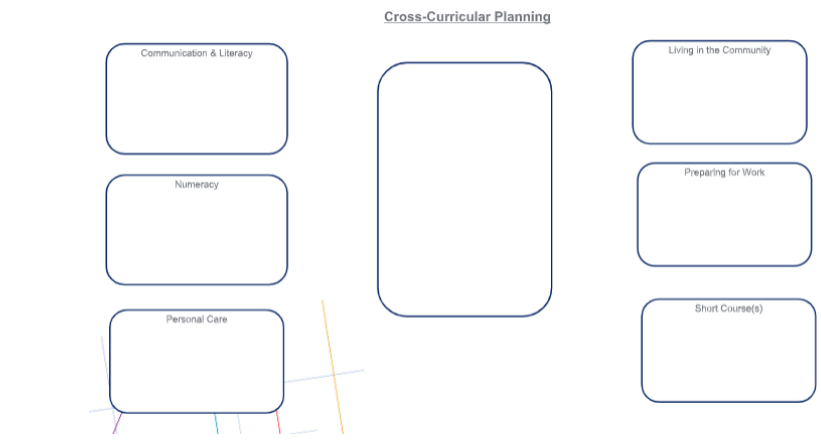 Cross-Curricular Planning
Communication & Literacy
Numeracy
Personal Care
Living in the Community
Preparing for Work
Short Course(s)